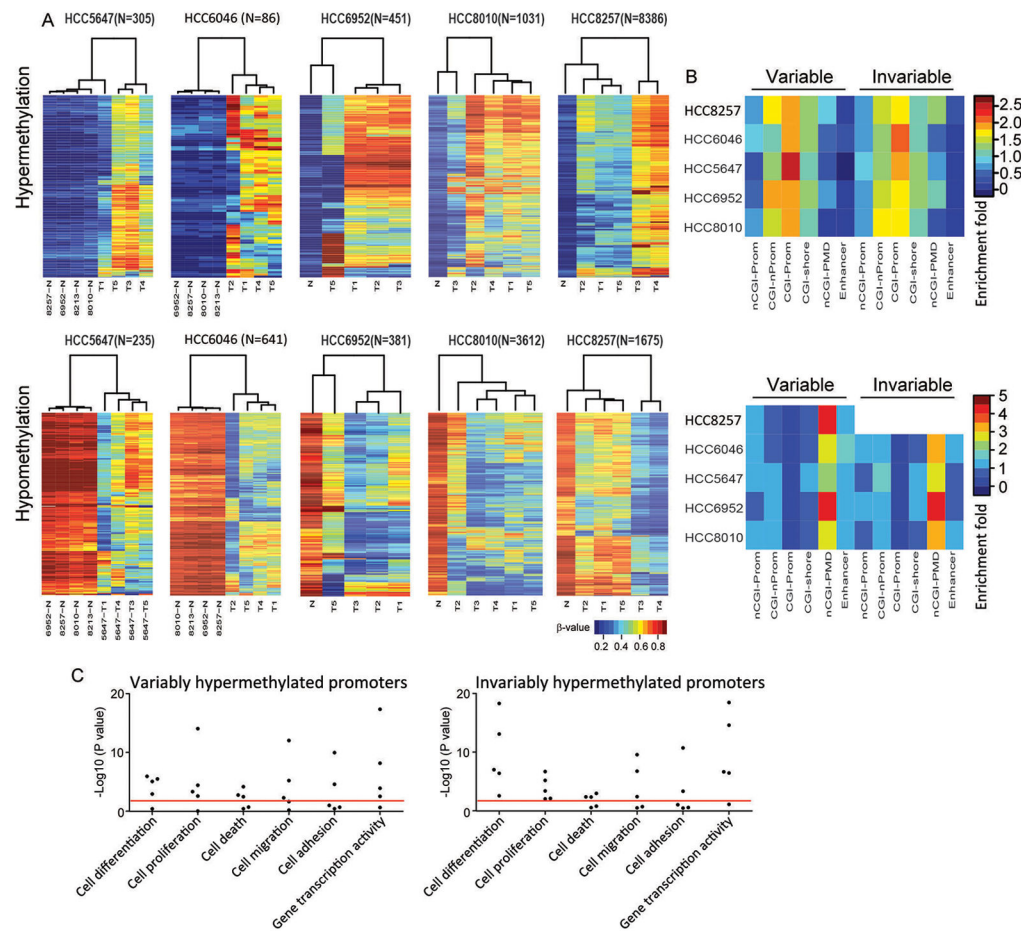 A
HCC5647(N=305) HCC6046 (N=86) HCC6952(N=451) HCC8010(N=1031) HCC8257(N=8386)
Hypermethylation
8257-N 6952-N 8213-N 8010-N T1 T5 T3 T4
6952-N 8257-N 8010-N 8213-N T2 T1 T4 T5
N T5 T1 T2 T3
N T3 T2 T4 T1 T5
N T2 T1 T5 T3 T4
HCC5647(N=235) HCC6046 (N=641) HCC6952(N=381) HCC8010(N=3612) HCC8257(N=1675)
Hypomethylation
6952-N 8257-N 8010-N 8213-N 5647-T1 5647-T4 5647-T3 5647-T5
8010-N 8213-N 6952-N 8257-N T2 T5 T4 T1
N T5 T3 T2 T1
N T2 T3 T4 T1 T5
N T2 T1 T5 T3 T4
β-value
0.2 0.4 0.6 0.8
B
Variable Invariable
HCC8257
HCC6046
HCC5647
HCC6952
HCC8010
nCGI-Prom CGI-nProm CGI-Prom CGI-shore nCGI-PMD Enhancer nCGI-Prom CGI-nProm CGI-Prom CGI-shore nCGI-PMD Enhancer
2.5
2.0
1.5
1.0
0.5
0
Enrichment fold
Variable Invariable
HCC8257
HCC6046
HCC5647
HCC6952
HCC8010
nCGI-Prom CGI-nProm CGI-Prom CGI-shore nCGI-PMD Enhancer nCGI-Prom CGI-nProm CGI-Prom CGI-shore nCGI-PMD Enhancer
5
4
3
2
1
0
Enrichment fold
C
Variably hypermethylated promoters
-Log10 (P value)
20
10
0
Cell differentiation
Cell proliferation
Cell death
Cell migration
Cell adhesion
Gene transcription activity
Invariably hypermethylated promoters
-Log10 (P value)
20
10
0
Cell differentiation
Cell proliferation
Cell death
Cell migration
Cell adhesion
Gene transcription activity